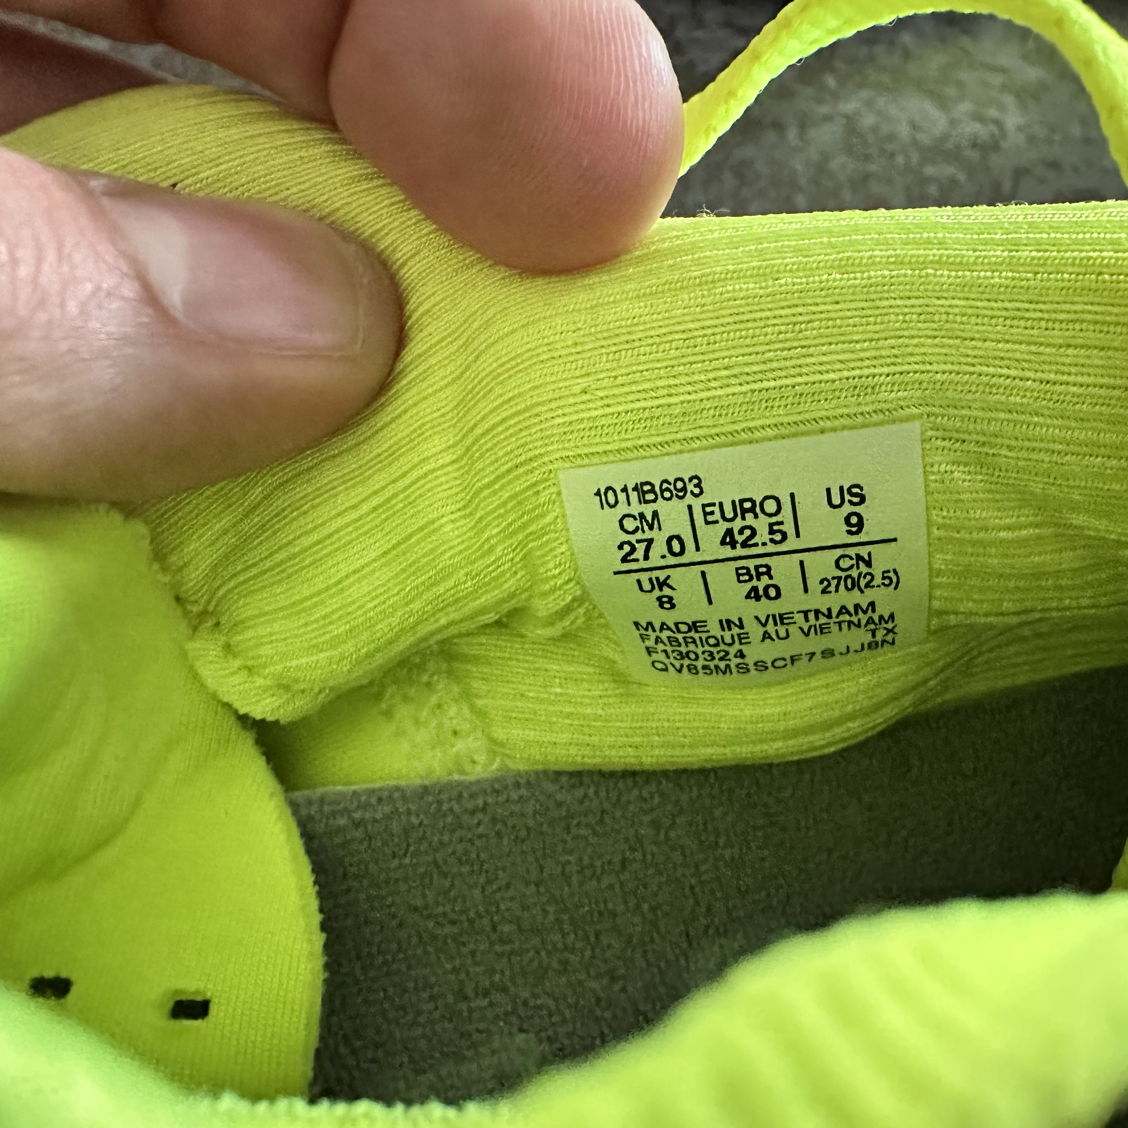 1011B693
CM | EURO | US
27.0 | 42.5 | 9
UK | BR | CN
8 | 40 | 270(2.5)
MADE IN VIETNAM
FABRIQUE AU VIETNAM
F130324 TX
QV65MSSCF7SJJ8N